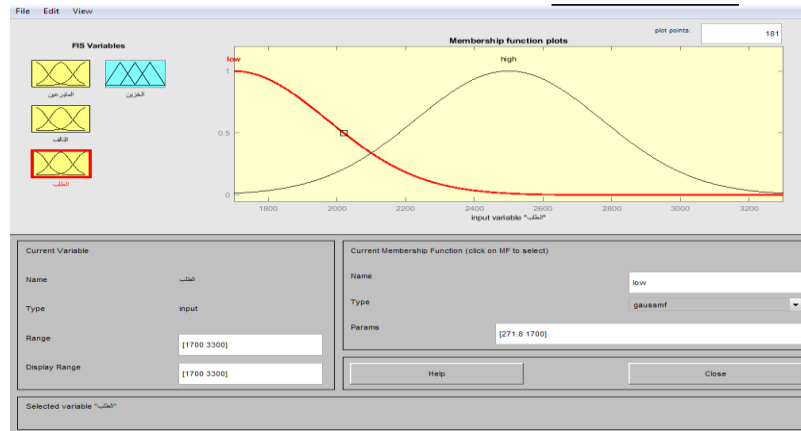 File Edit View
FIS Variables
المتبرعين
الخزين
التالف
الطلب
plot points:
181
Membership function plots
low
high
1
0.5
0
1800 2000 2200 2400 2600 2800 3000 3200
input variable "الطلب"
Current Variable
Name الطلب
Type input
Range [1700 3300]
Display Range [1700 3300]
Current Membership Function (click on MF to select)
Name low
Type gaussmf
Params [271.8 1700]
Help Close
Selected variable "الطلب"